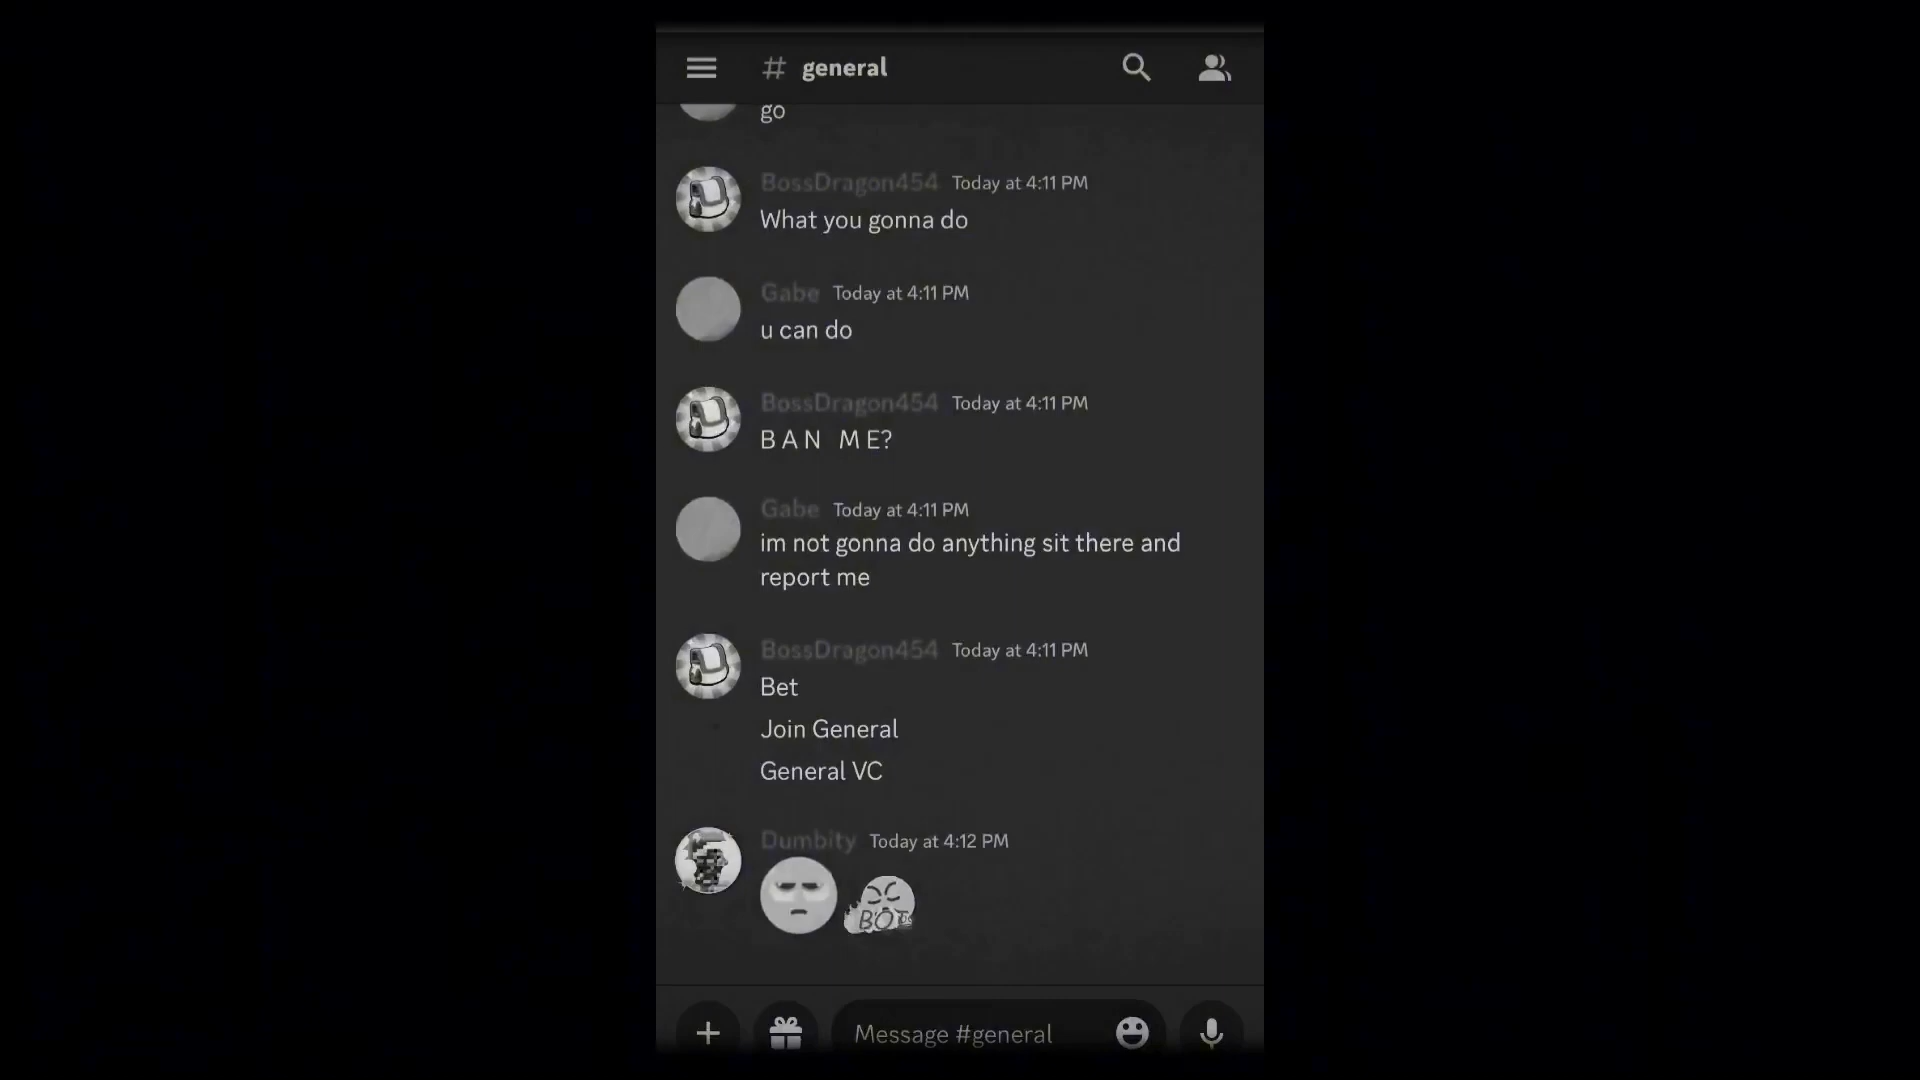 # general
go
BossDragon454 Today at 4:11 PM
What you gonna do
Gabe Today at 4:11 PM
u can do
BossDragon454 Today at 4:11 PM
B A N M E?
Gabe Today at 4:11 PM
im not gonna do anything sit there and
report me
BossDragon454 Today at 4:11 PM
Bet
Join General
General VC
Dumbity Today at 4:12 PM
Message #general